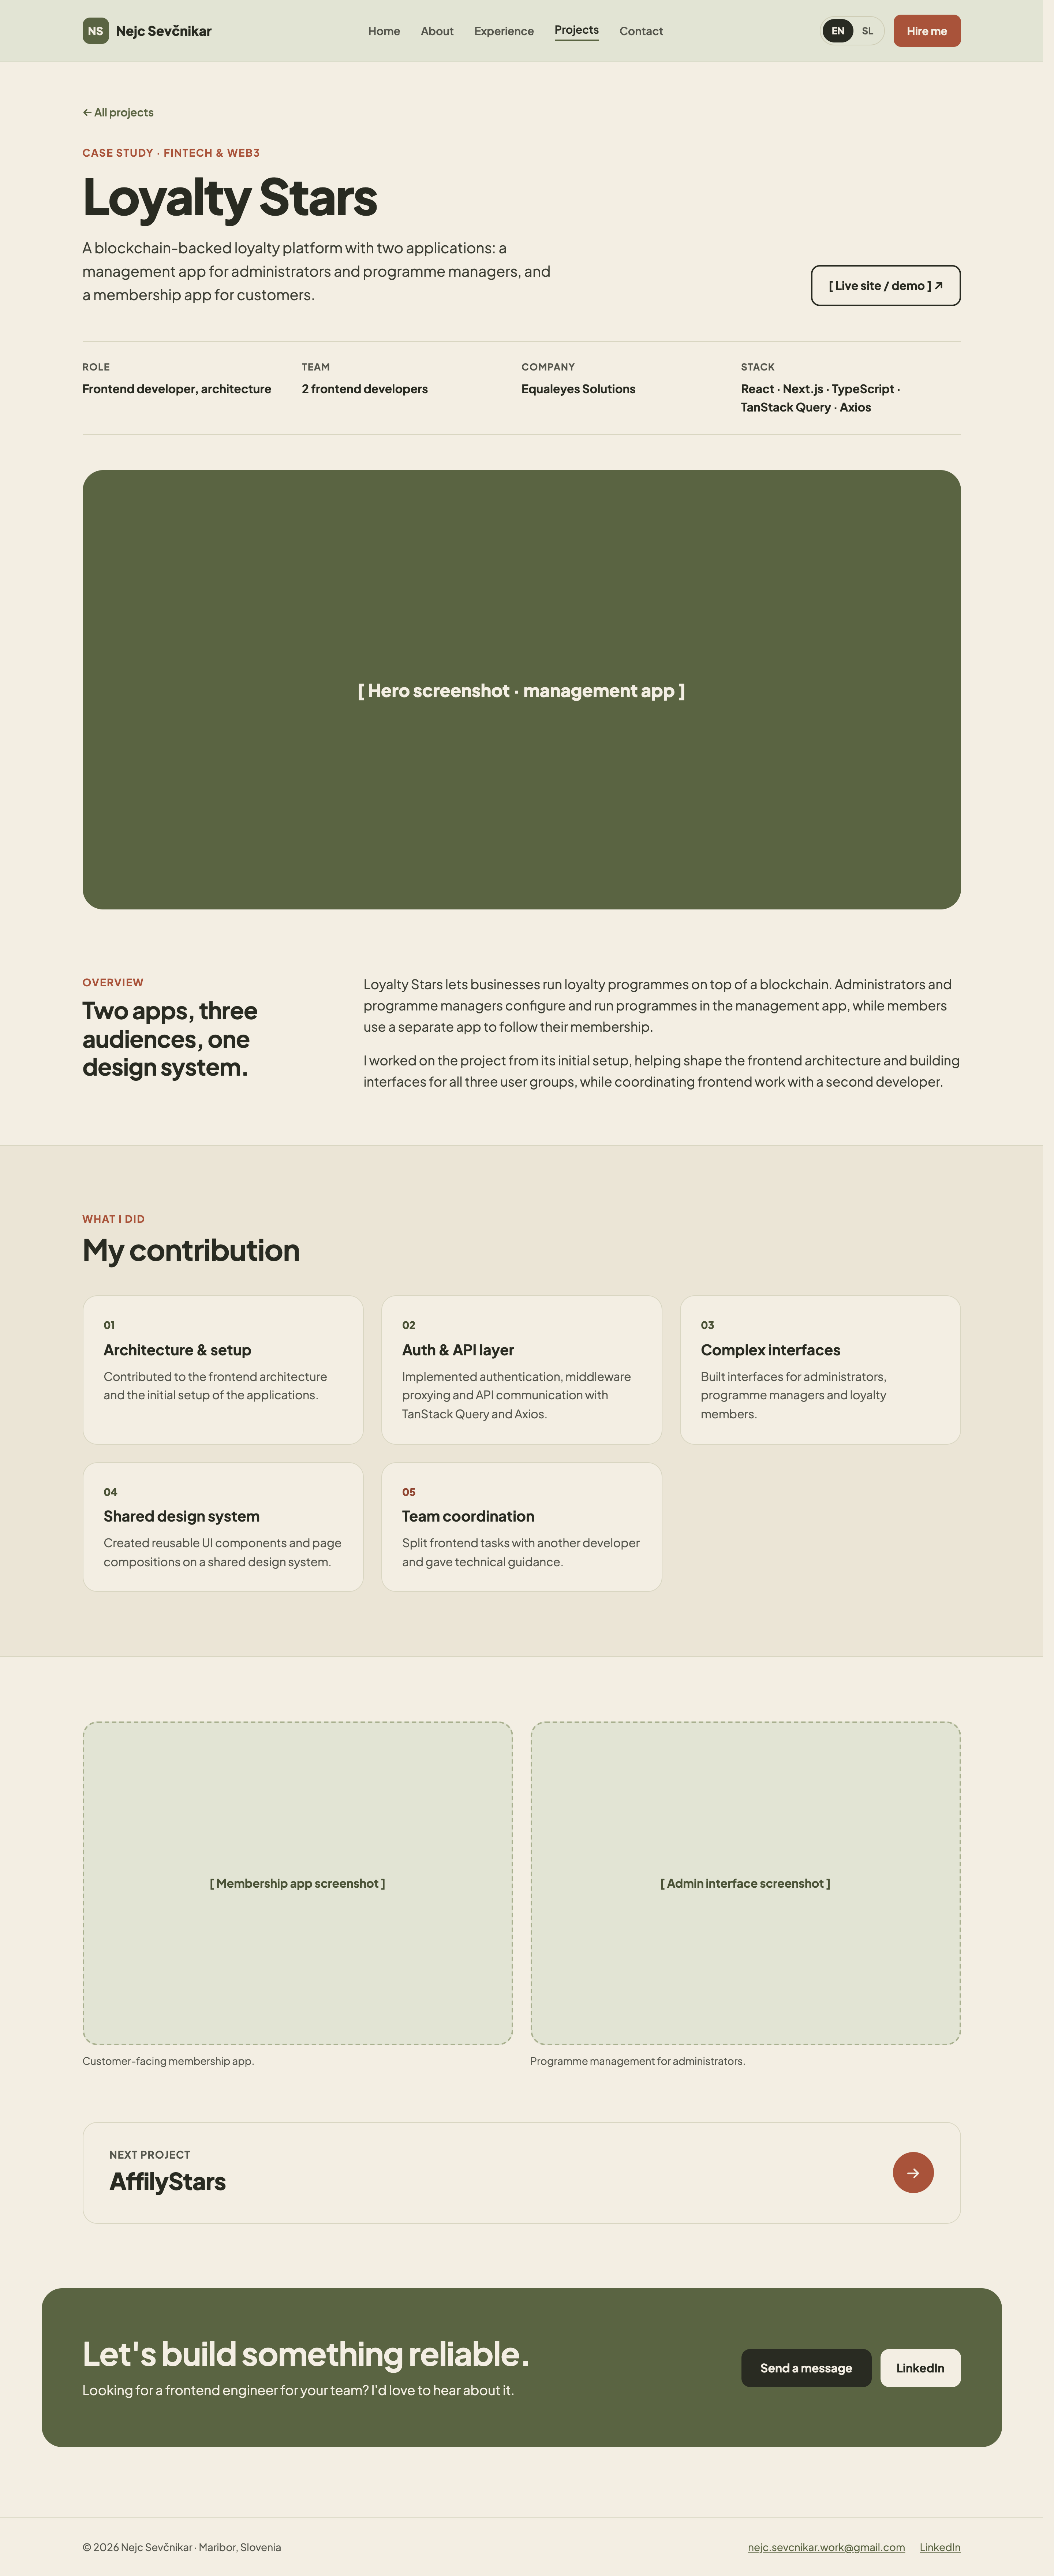 NS Nejc Sevčnikar
Home About Experience Projects Contact
EN SL
Hire me
← All projects
CASE STUDY · FINTECH & WEB3
Loyalty Stars
A blockchain-backed loyalty platform with two applications: a
management app for administrators and programme managers, and
a membership app for customers.
[ Live site / demo ] ↗
ROLE
Frontend developer, architecture
TEAM
2 frontend developers
COMPANY
Equaleyes Solutions
STACK
React · Next.js · TypeScript ·
TanStack Query · Axios
[ Hero screenshot · management app ]
OVERVIEW
Two apps, three
audiences, one
design system.
Loyalty Stars lets businesses run loyalty programmes on top of a blockchain. Administrators and
programme managers configure and run programmes in the management app, while members
use a separate app to follow their membership.
I worked on the project from its initial setup, helping shape the frontend architecture and building
interfaces for all three user groups, while coordinating frontend work with a second developer.
WHAT I DID
My contribution
01
Architecture & setup
Contributed to the frontend architecture
and the initial setup of the applications.
02
Auth & API layer
Implemented authentication, middleware
proxying and API communication with
TanStack Query and Axios.
03
Complex interfaces
Built interfaces for administrators,
programme managers and loyalty
members.
04
Shared design system
Created reusable UI components and page
compositions on a shared design system.
05
Team coordination
Split frontend tasks with another developer
and gave technical guidance.
[ Membership app screenshot ]
Customer-facing membership app.
[ Admin interface screenshot ]
Programme management for administrators.
NEXT PROJECT
AffilyStars
→
Let's build something reliable.
Looking for a frontend engineer for your team? I'd love to hear about it.
Send a message
LinkedIn
© 2026 Nejc Sevčnikar · Maribor, Slovenia
nejc.sevcnikar.work@gmail.com LinkedIn